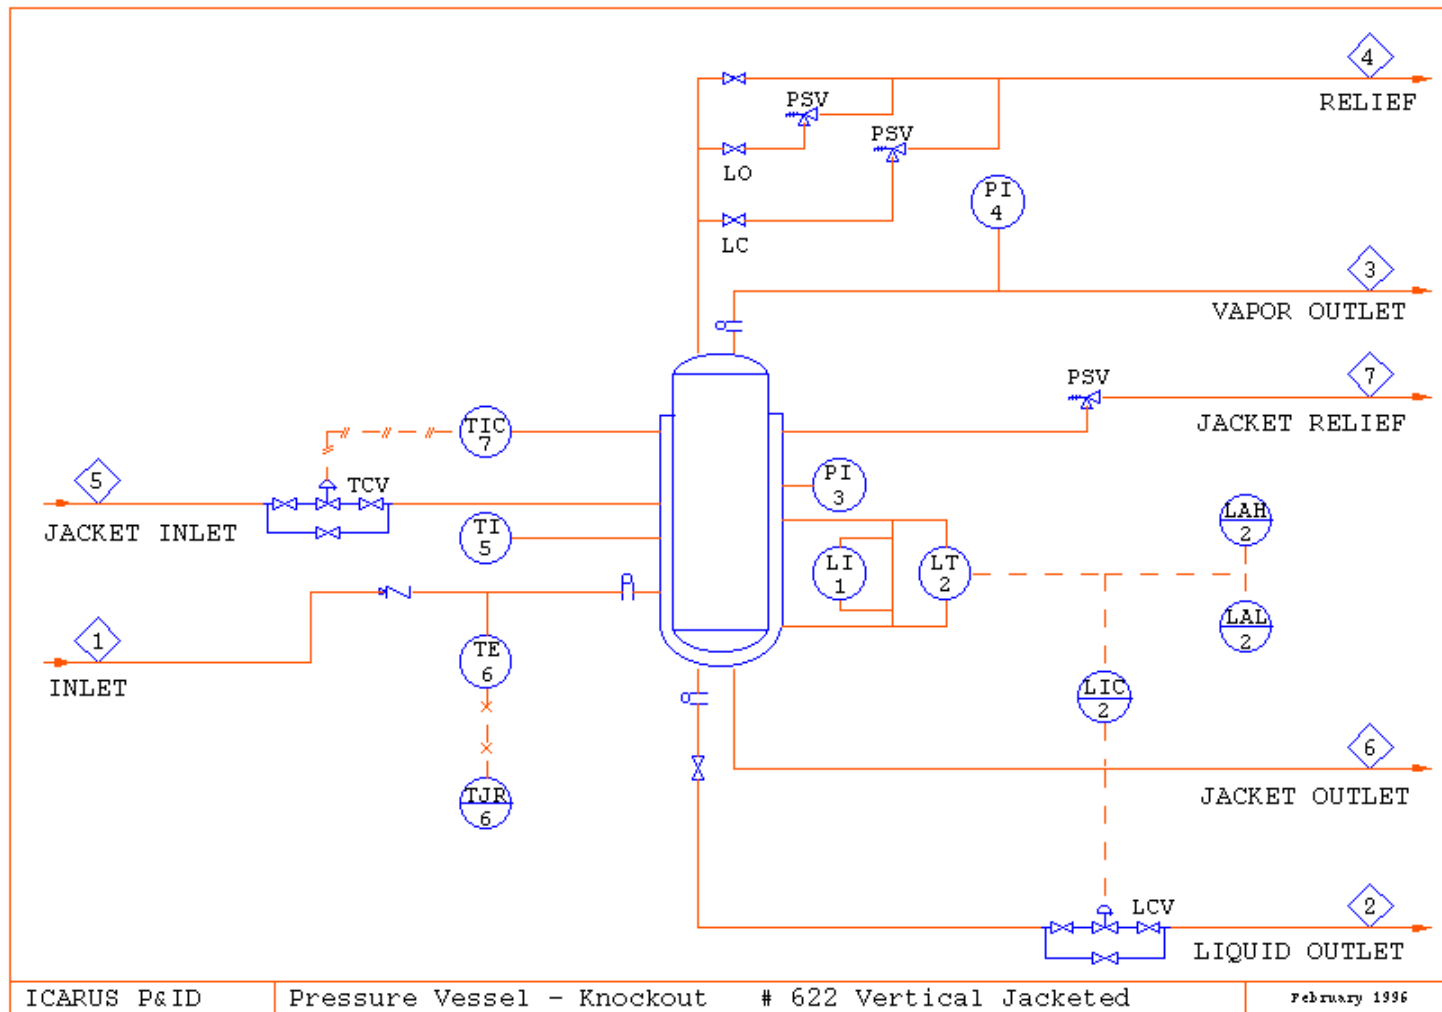 4
RELIEF
PSV
PSV
LO
LC
PI
4
3
VAPOR OUTLET
PSV
7
JACKET RELIEF
TIC
7
5
TCV
JACKET INLET
TI
5
PI
3
LI
1
LT
2
LAH
2
LAL
2
1
INLET
TE
6
LIC
2
TJR
6
6
JACKET OUTLET
LCV
2
LIQUID OUTLET
ICARUS P&ID
Pressure Vessel - Knockout # 622 Vertical Jacketed
February 1996